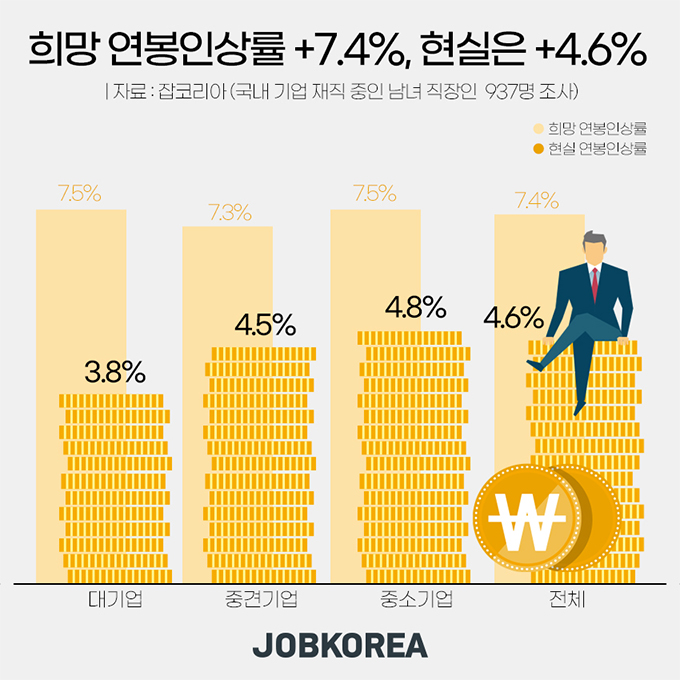 희망 연봉인상률 +7.4%, 현실은 +4.6%
| 자료 : 잡코리아 (국내 기업 재직 중인 남녀 직장인 937명 조사)
희망 연봉인상률
현실 연봉인상률
7.5%
7.3%
7.5%
7.4%
3.8%
4.5%
4.8%
4.6%
₩
대기업
중견기업
중소기업
전체
JOBKOREA